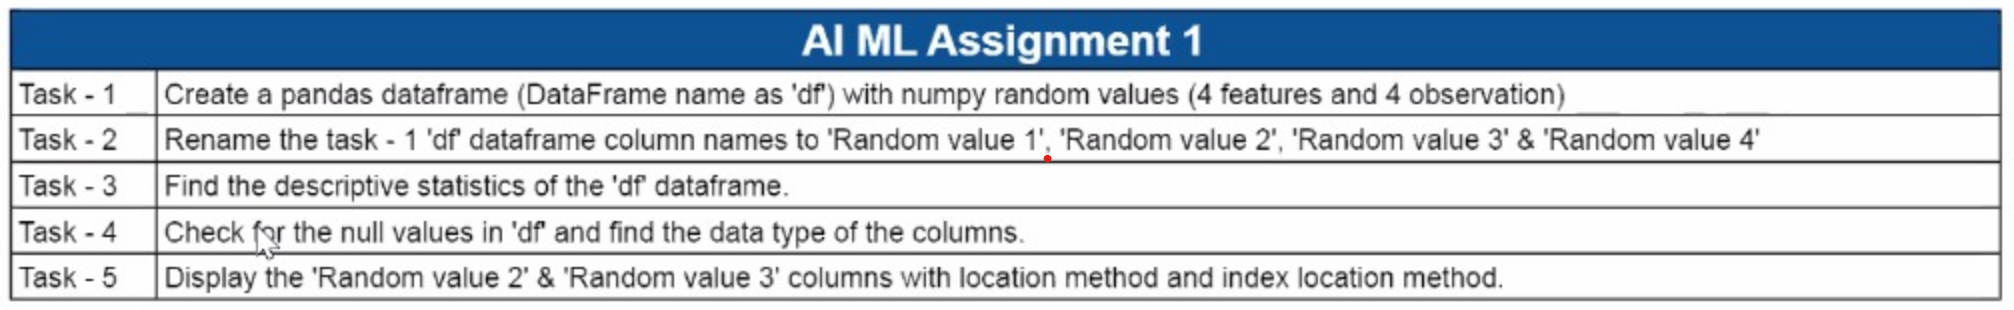 AI ML Assignment 1
Task - 1 Create a pandas dataframe (DataFrame name as 'df') with numpy random values (4 features and 4 observation)
Task - 2 Rename the task - 1 'df' dataframe column names to 'Random value 1', 'Random value 2', 'Random value 3' & 'Random value 4'
Task - 3 Find the descriptive statistics of the 'df' dataframe.
Task - 4 Check for the null values in 'df' and find the data type of the columns.
Task - 5 Display the 'Random value 2' & 'Random value 3' columns with location method and index location method.